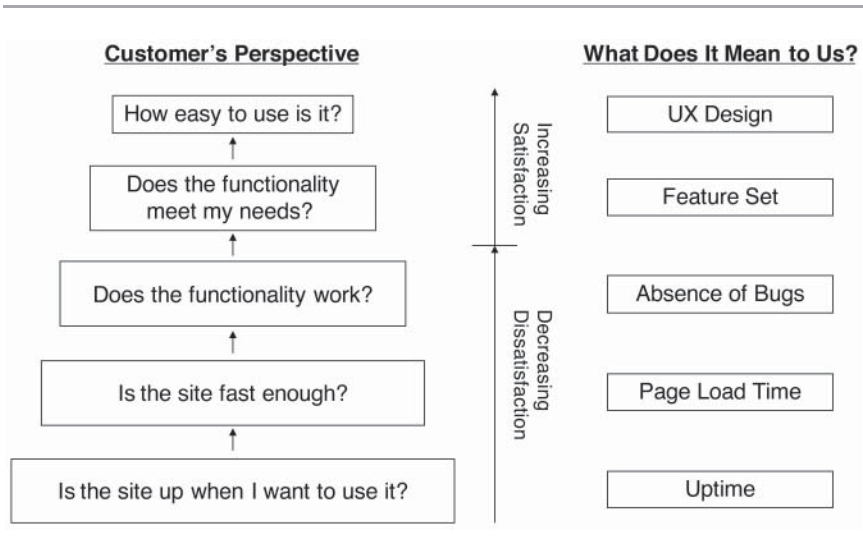 Customer’s Perspective
What Does It Mean to Us?
How easy to use is it?
Does the functionality
meet my needs?
Does the functionality work?
Is the site fast enough?
Is the site up when I want to use it?
Increasing
Satisfaction
Decreasing
Dissatisfaction
UX Design
Feature Set
Absence of Bugs
Page Load Time
Uptime